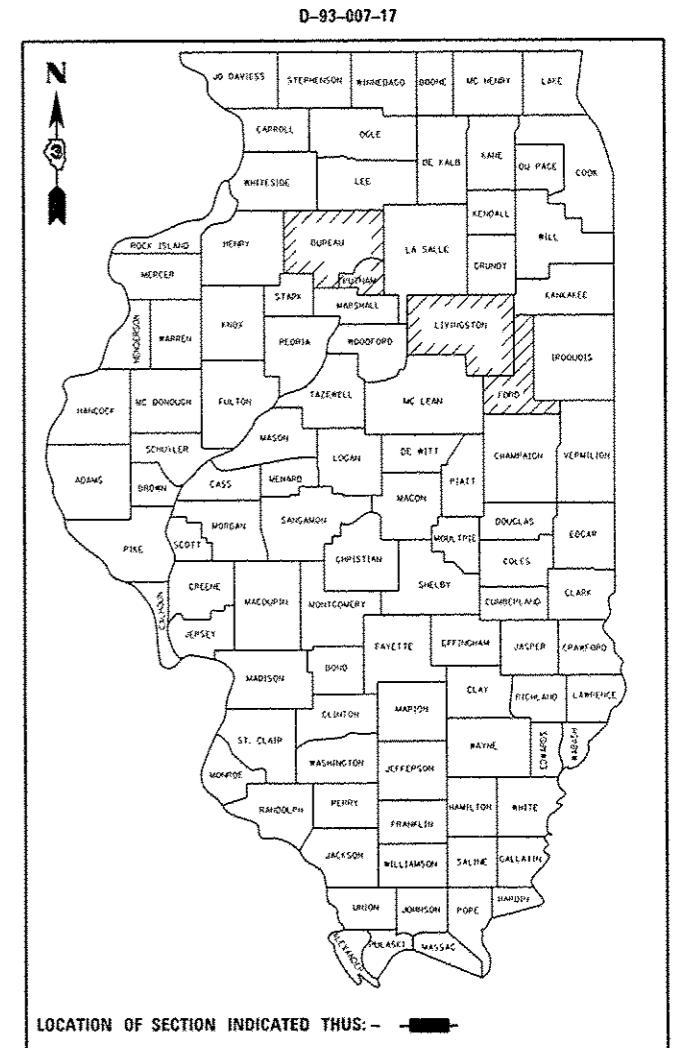 D-93-007-17
N
JO DAVIESS STEPHENSON WINNEBAGO BOONE MC HENRY LAKE
CARROLL OGLE
DE KALB KANE DU PAGE COOK
WHITESIDE LEE
KENDALL
ROCK ISLAND HENRY BUREAU LA SALLE WILL
GRUNDY
MERCER PUTNAM KANKAKEE
STARK MARSHALL
HENDERSON WARREN KNOX PEORIA WOODFORD LIVINGSTON IROQUOIS
FORD
HANCOCK MC DONOUGH FULTON TAZEWELL MC LEAN
MASON
SCHUYLER LOGAN DE WITT CHAMPAIGN VERMILION
ADAMS BROWN CASS MENARD PIATT
MACON
MORGAN SANGAMON DOUGLAS EDGAR
PIKE SCOTT CHRISTIAN MOULTRIE
COLES
SHELBY
GREENE MACOUPIN MONTGOMERY CUMBERLAND CLARK
CALHOUN
JERSEY FAYETTE EFFINGHAM JASPER CRAWFORD
MADISON BOND
CLAY RICHLAND LAWRENCE
CLINTON MARION
ST. CLAIR WAYNE EDWARDS WABASH
WASHINGTON JEFFERSON
MONROE
RANDOLPH PERRY HAMILTON WHITE
FRANKLIN
JACKSON WILLIAMSON SALINE GALLATIN
HARDIN
UNION JOHNSON POPE
ALEXANDER PULASKI MASSAC
LOCATION OF SECTION INDICATED THUS: -